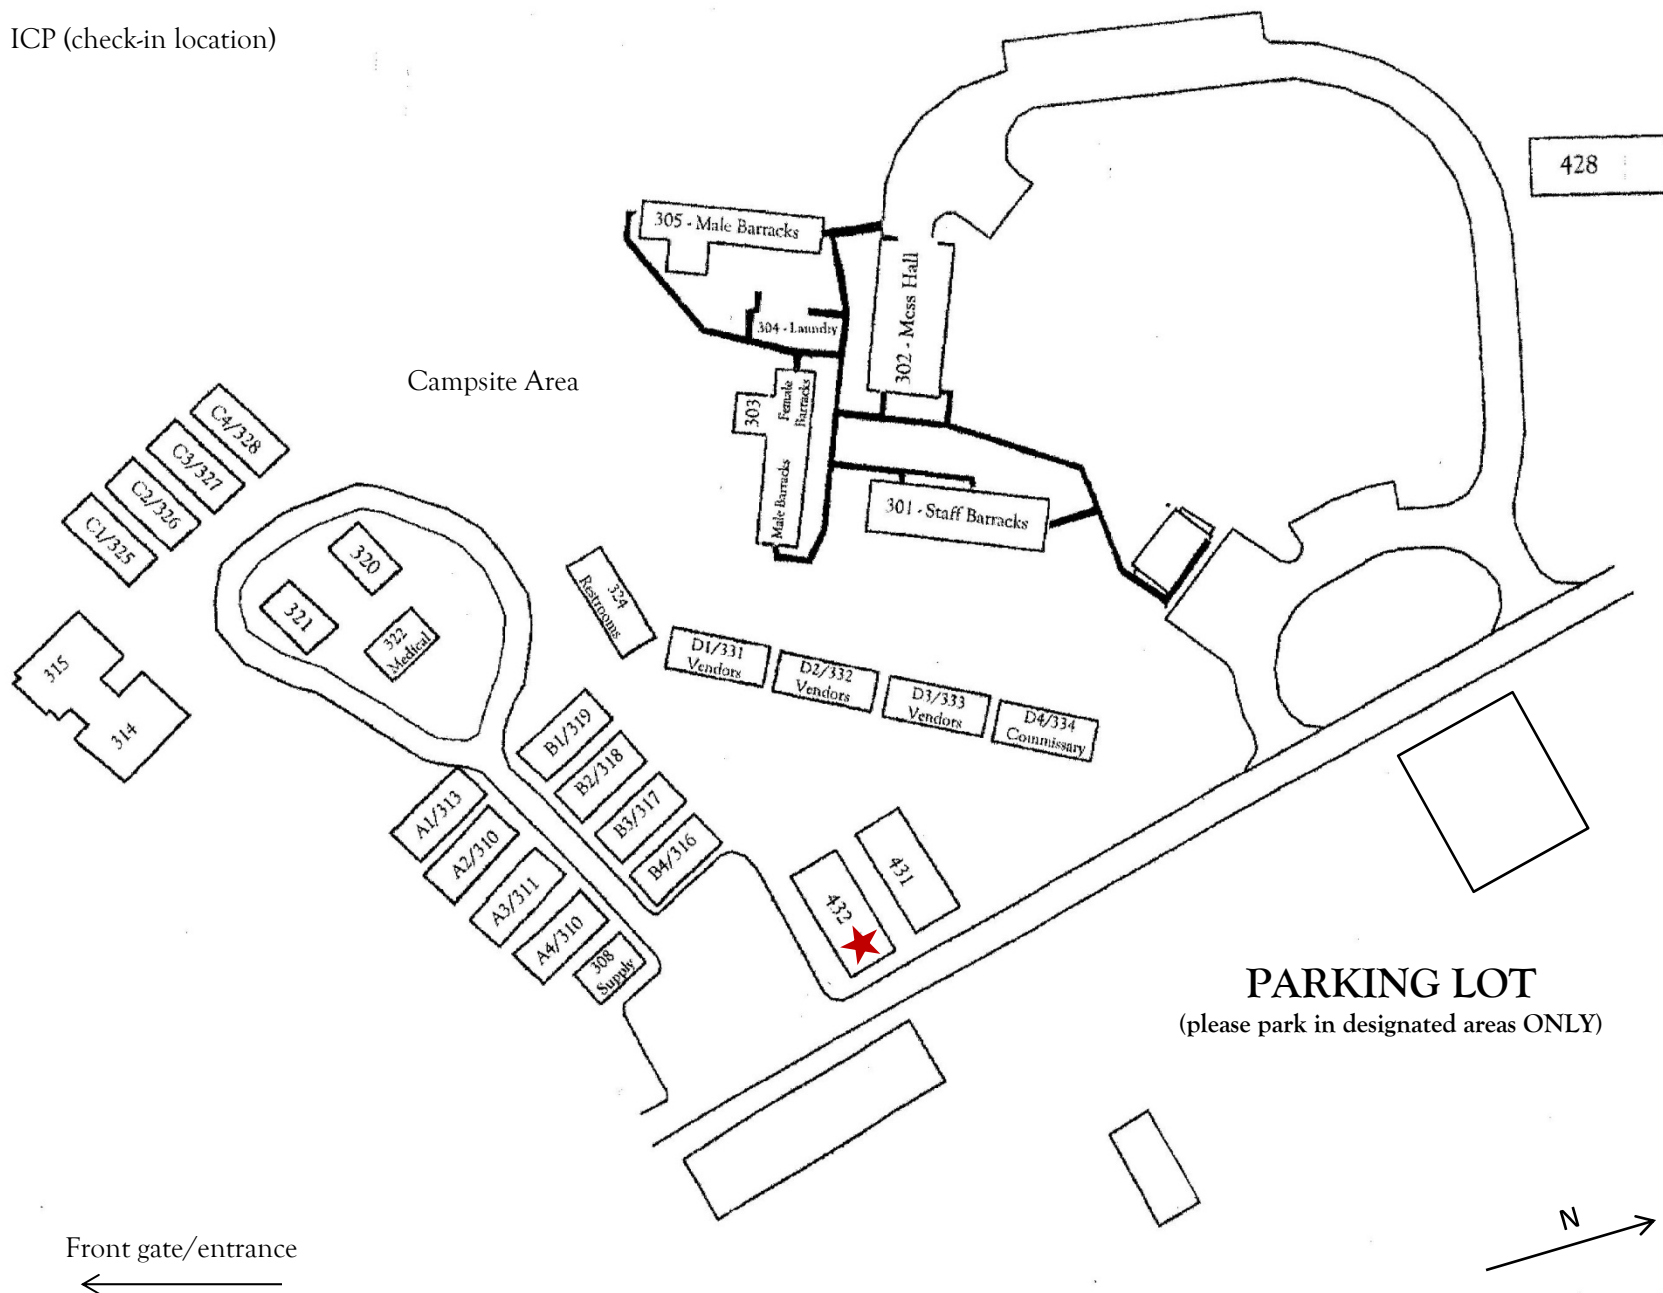 ICP (check-in location)
428
305 - Male Barracks
302 - Mess Hall
304 - Laundry
Campsite Area
303
Female
Barracks
Male Barracks
C4/328
C3/327
C2/326
C1/325
301 - Staff Barracks
320
321
322
Medical
324
Restrooms
315
314
D1/331
Vendors
D2/332
Vendors
D3/333
Vendors
D4/334
Commissary
B1/319
B2/318
B3/317
B4/316
A1/313
A2/310
A3/311
A4/310
308
Supply
431
432
PARKING LOT
(please park in designated areas ONLY)
Front gate/entrance
N